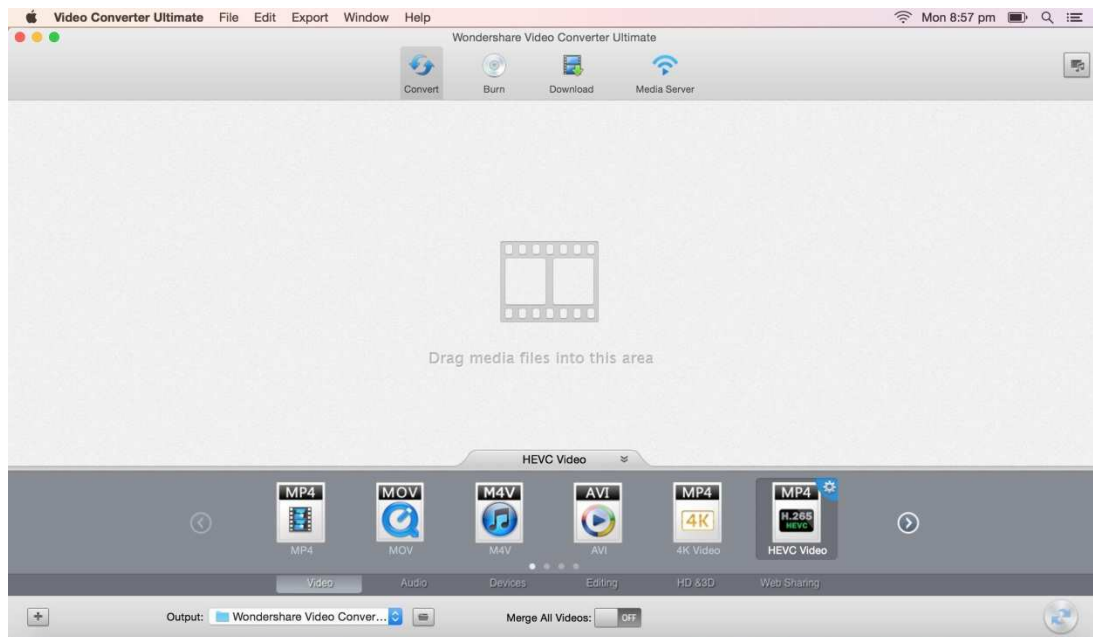 Video Converter Ultimate File Edit Export Window Help Mon 8:57 pm
Wondershare Video Converter Ultimate
Convert Burn Download Media Server
Drag media files into this area
HEVC Video
MP4 MOV M4V AVI MP4 MP4
4K H.265
HEVC
MP4 MOV M4V AVI 4K Video HEVC Video
Video Audio Devices Editing HD &3D Web Sharing
Output: Wondershare Video Conver... Merge All Videos: OFF